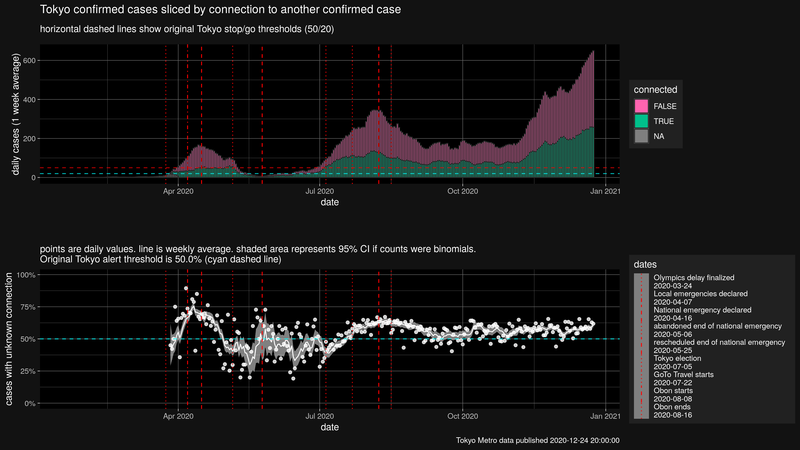 Tokyo confirmed cases sliced by connection to another confirmed case
horizontal dashed lines show original Tokyo stop/go thresholds (50/20)
daily cases (1 week average)
600
400
200
0
Apr 2020
Jul 2020
Oct 2020
Jan 2021
date
connected
FALSE
TRUE
NA
points are daily values. line is weekly average. shaded area represents 95% CI if counts were binomials.
Original Tokyo alert threshold is 50.0% (cyan dashed line)
cases with unknown connection
100%
75%
50%
25%
0%
Apr 2020
Jul 2020
Oct 2020
Jan 2021
date
dates
Olympics delay finalized
2020-03-24
Local emergencies declared
2020-04-07
National emergency declared
2020-04-16
abandoned end of national emergency
2020-05-06
rescheduled end of national emergency
2020-05-25
Tokyo election
2020-07-05
GoTo Travel starts
2020-07-22
Obon starts
2020-08-08
Obon ends
2020-08-16
Tokyo Metro data published 2020-12-24 20:00:00